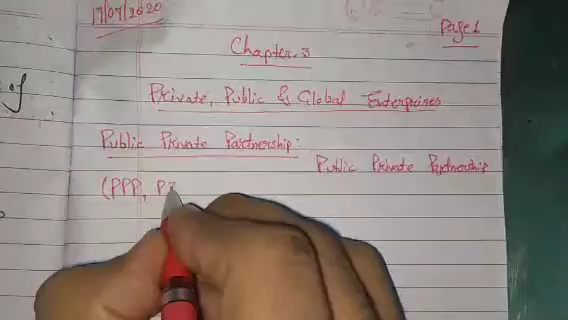 17/07/2020
Page 1
Chapter. 3
of
Private, Public & Global Enterprises
Public Private Partnership:
Public Private Partnership
(PPP, P3